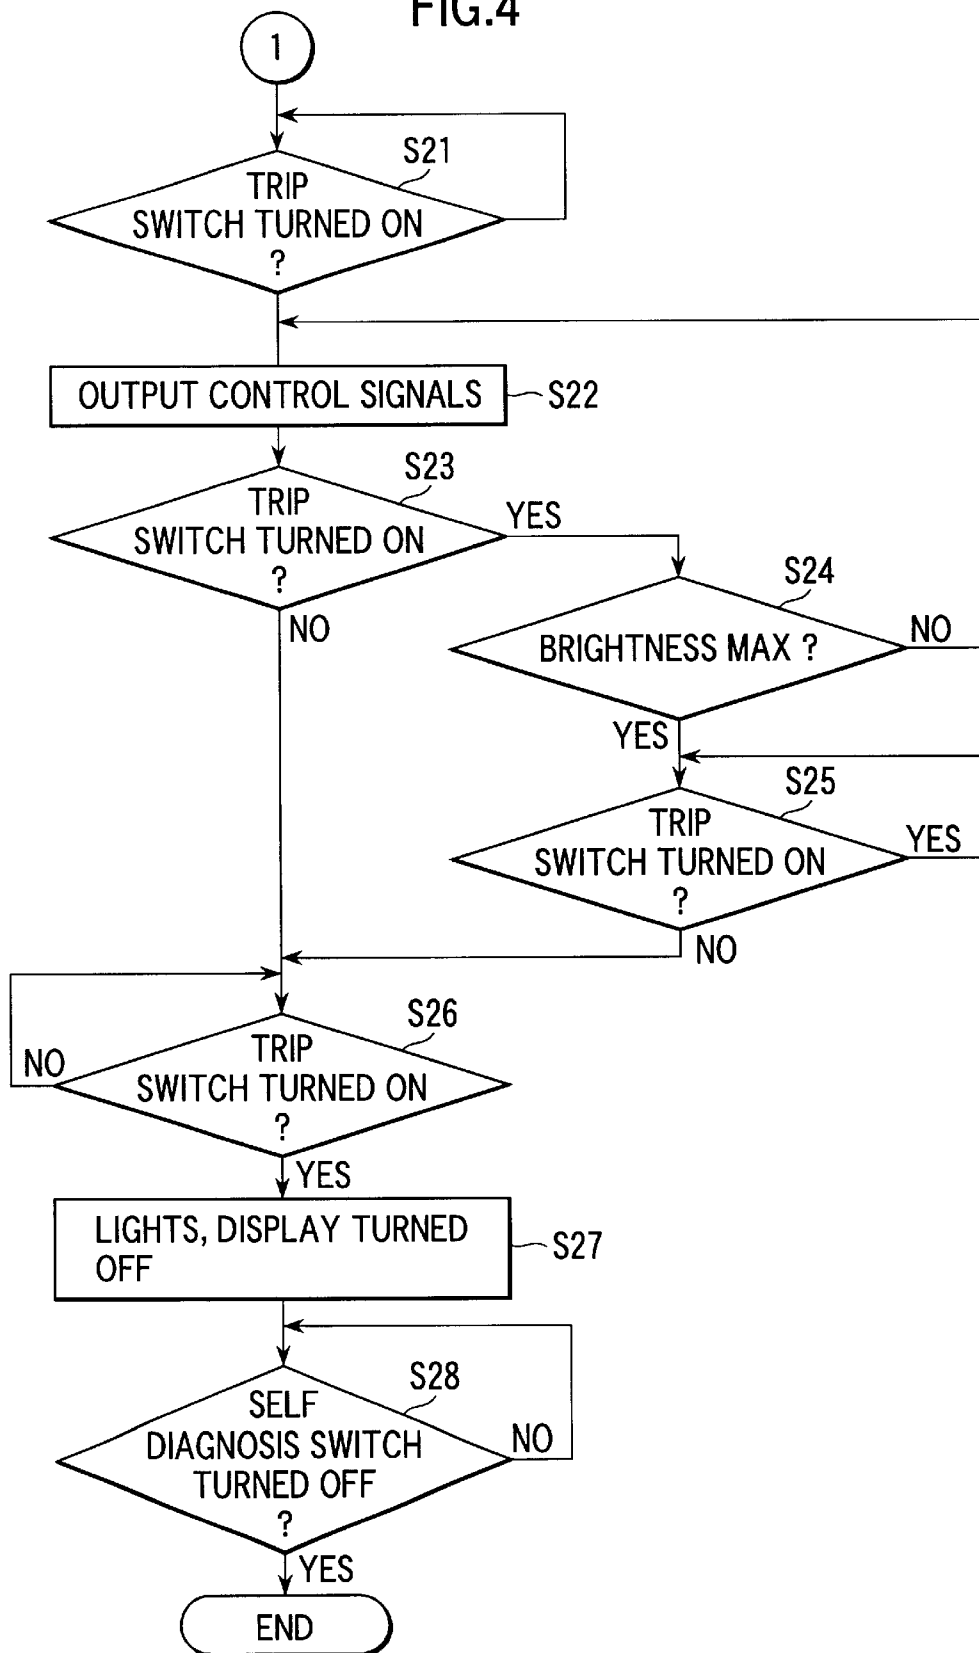 FIG.4
1
S21
TRIP
SWITCH TURNED ON
?
OUTPUT CONTROL SIGNALS
S22
S23
TRIP
SWITCH TURNED ON
?
YES
NO
S24
BRIGHTNESS MAX ?
NO
YES
S25
TRIP
SWITCH TURNED ON
?
YES
NO
S26
TRIP
SWITCH TURNED ON
?
NO
YES
LIGHTS, DISPLAY TURNED
OFF
S27
S28
SELF
DIAGNOSIS SWITCH
TURNED OFF
?
NO
YES
END